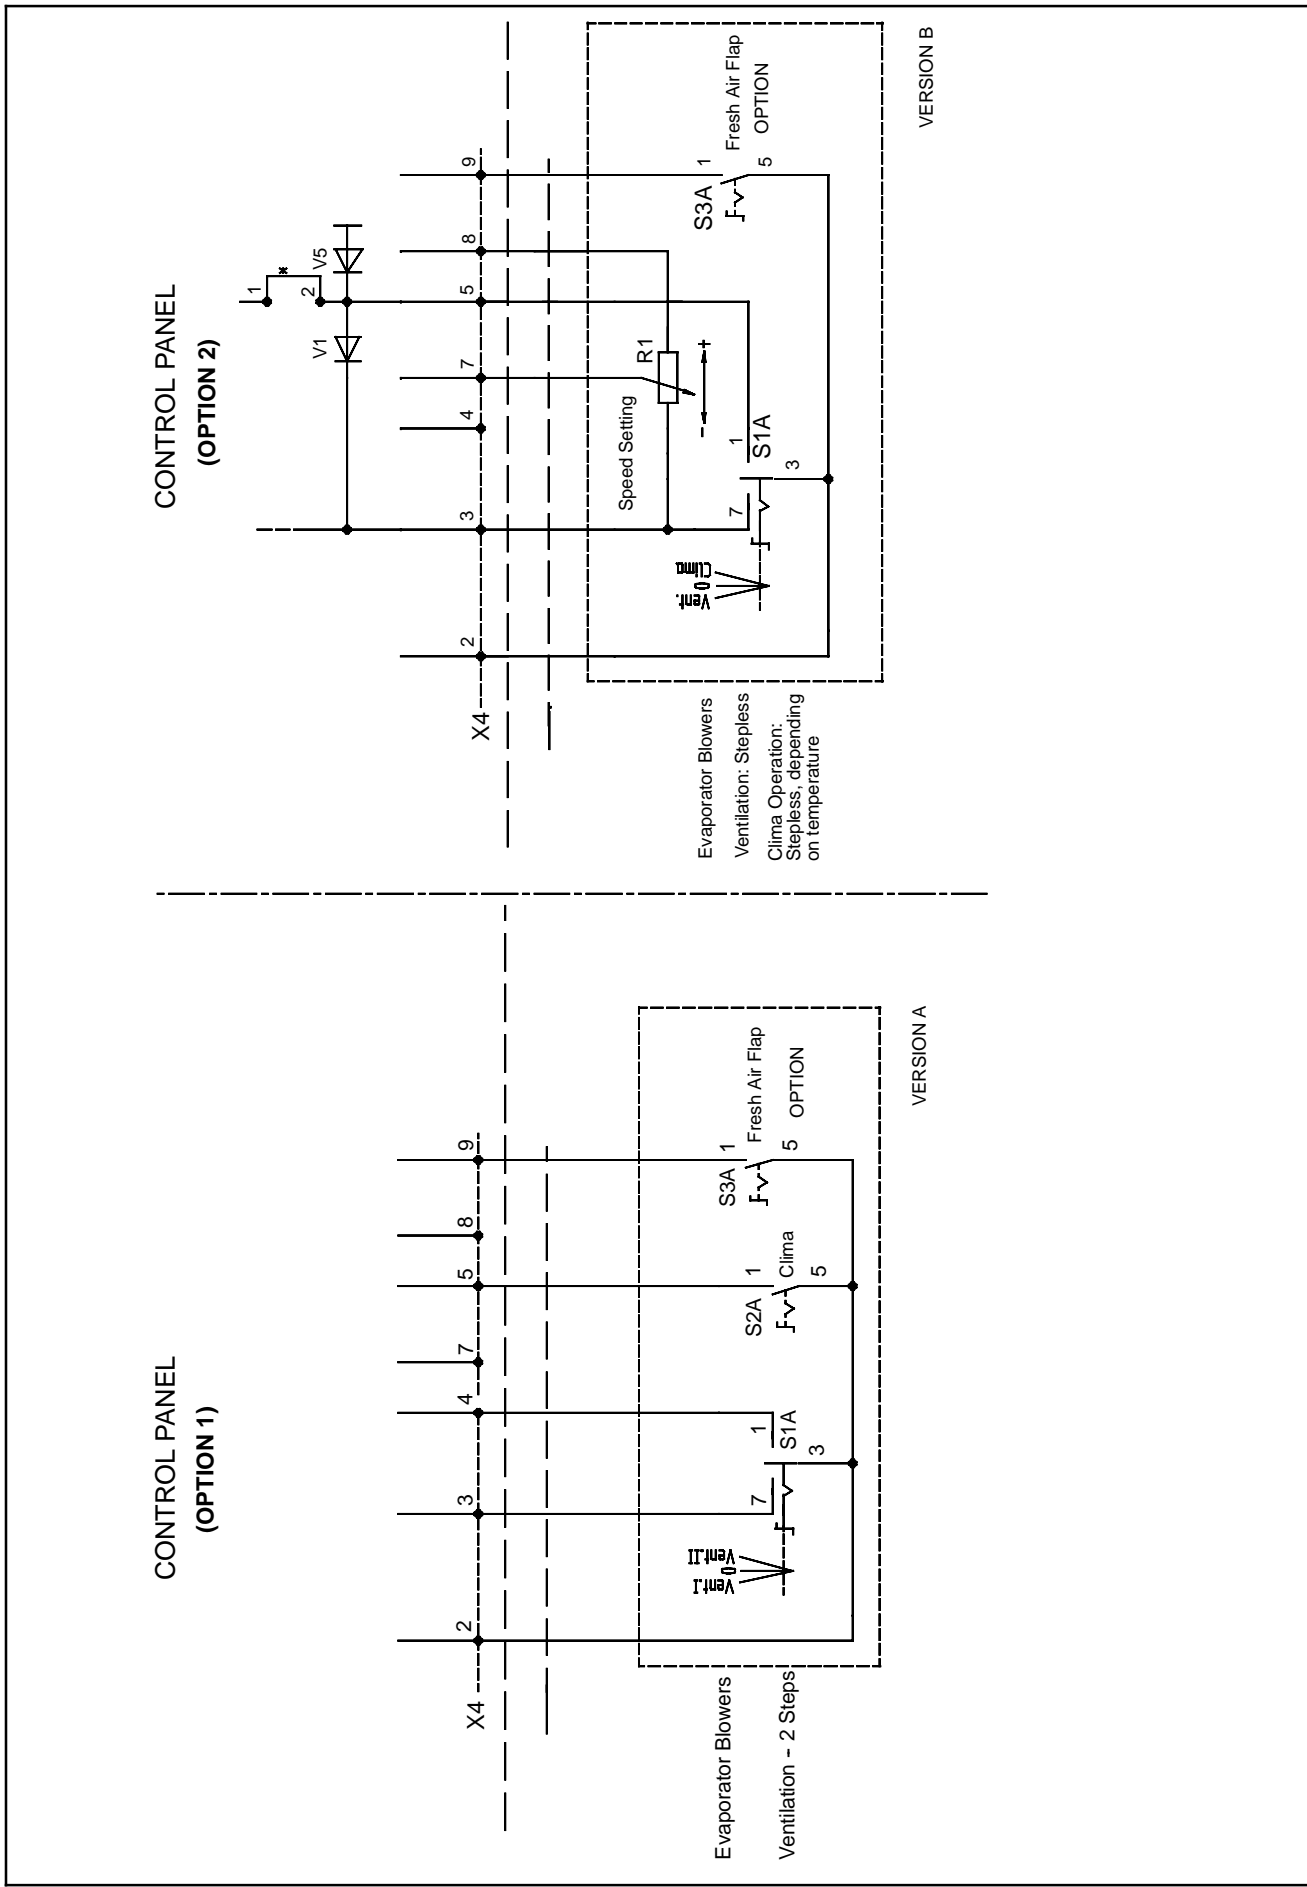 CONTROL PANEL
(OPTION 1)
X4
2
3
4
7
5
8
9
Vent.I
0
Vent.II
7
1
S1A
3
S2A
1
Clima
5
S3A
1
Fresh Air Flap
5
OPTION
Evaporator Blowers
Ventilation - 2 Steps
VERSION A
CONTROL PANEL
(OPTION 2)
1
*
2
V1
V5
X4
2
3
4
7
5
8
9
Speed Setting
R1
-
+
Vent.
0
Clima
7
1
S1A
3
S3A
1
Fresh Air Flap
5
OPTION
Evaporator Blowers
Ventilation: Stepless
Clima Operation:
Stepless, depending
on temperature
VERSION B